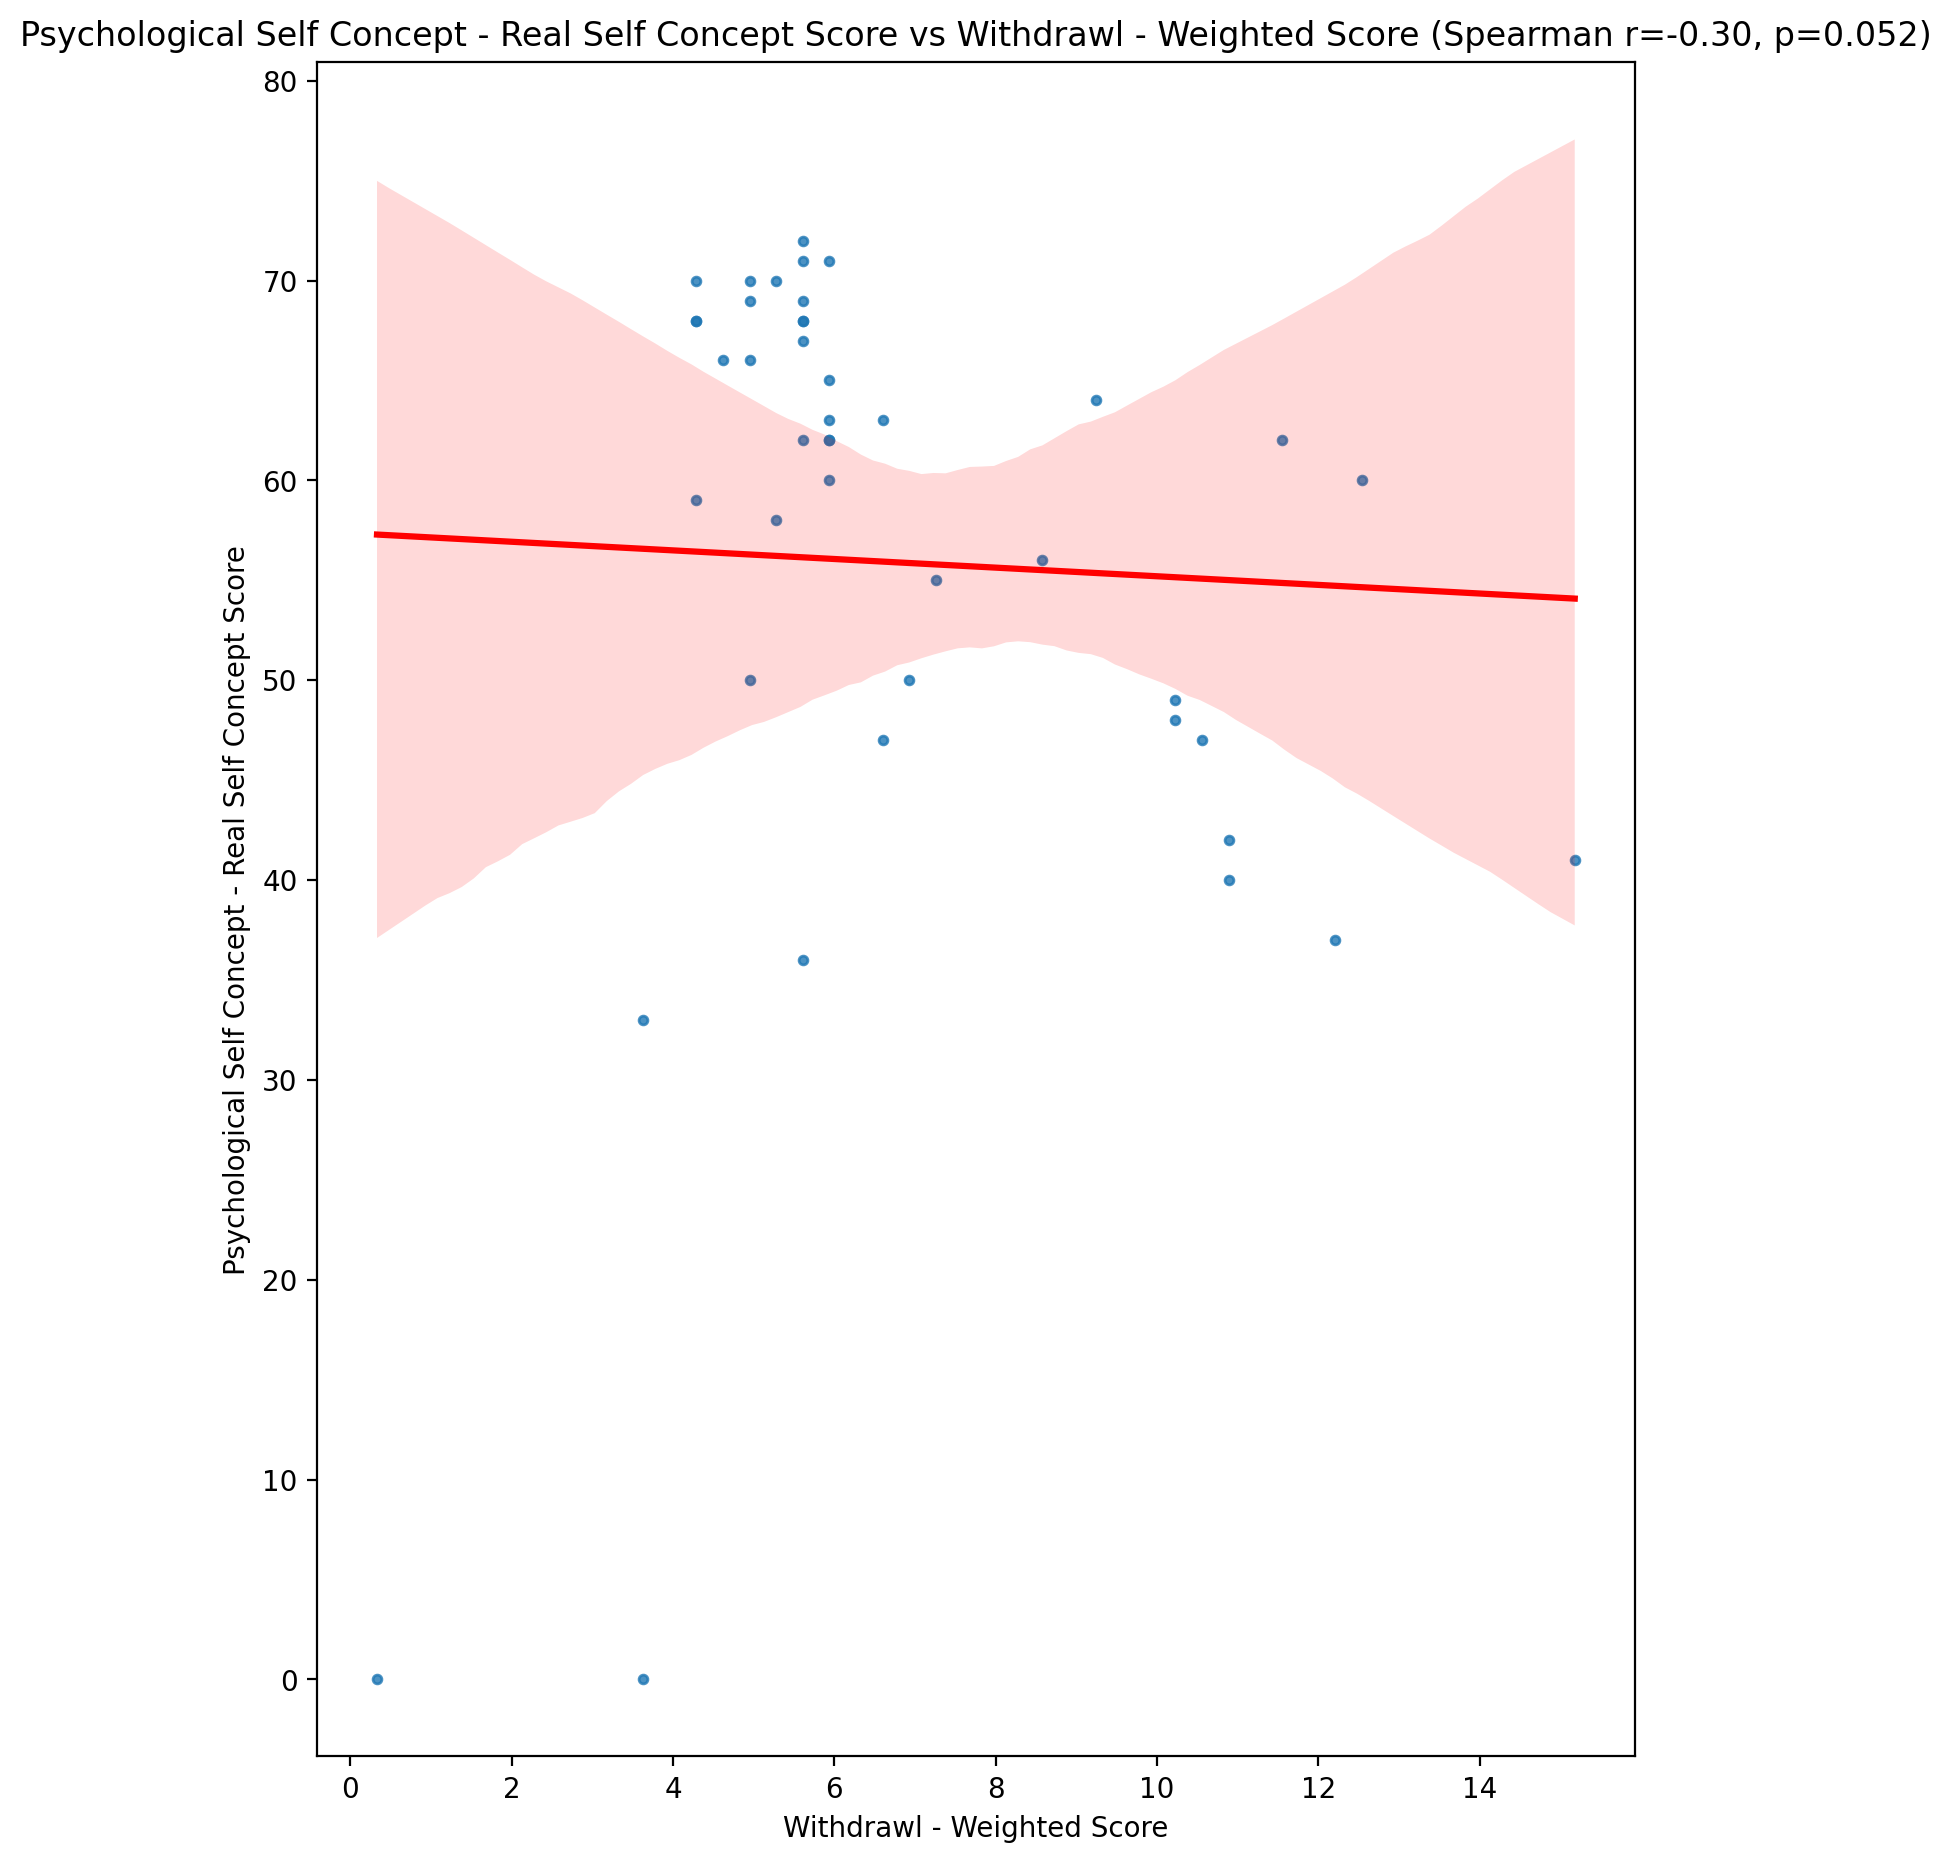 Psychological Self Concept - Real Self Concept Score vs Withdrawl - Weighted Score (Spearman r=-0.30, p=0.052)
80
70
60
50
40
30
20
10
0
Psychological Self Concept - Real Self Concept Score
0 2 4 6 8 10 12 14
Withdrawl - Weighted Score